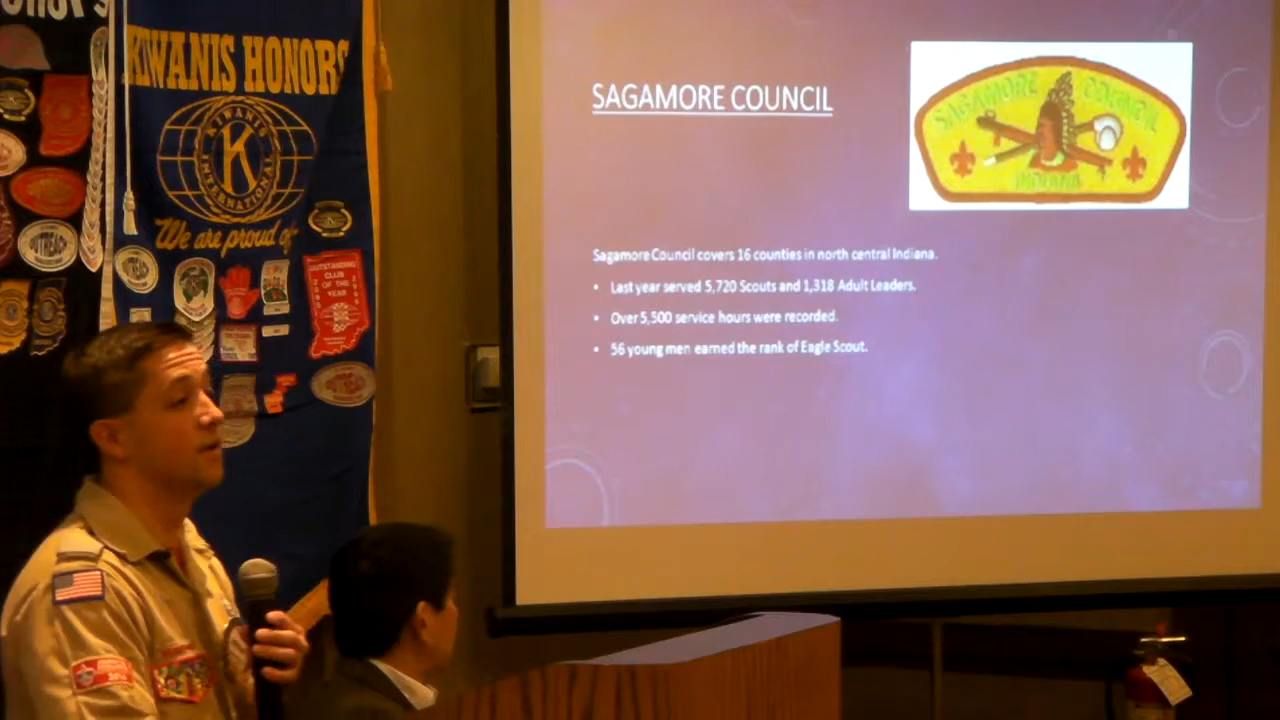 KIWANIS HONORS
KIWANIS
K
INTERNATIONAL
We are proud of
OUTREACH
OUTSTANDING
CLUB
OF THE
YEAR
SAGAMORE COUNCIL
SAGAMORE COUNCIL
INDIANA
Sagamore Council covers 16 counties in north central Indiana.
• Last year served 5,720 Scouts and 1,318 Adult Leaders.
• Over 5,500 service hours were recorded.
• 56 young men earned the rank of Eagle Scout.